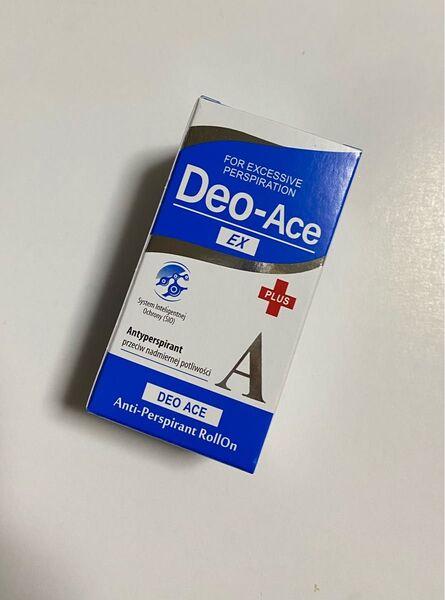 FOR EXCESSIVE
PERSPIRATION
Deo-Ace
EX
PLUS
System Inteligentnej
Ochrony (SIO)
Antyperspirant
przeciw nadmiernej potliwości
A
DEO ACE
Anti-Perspirant RollOn